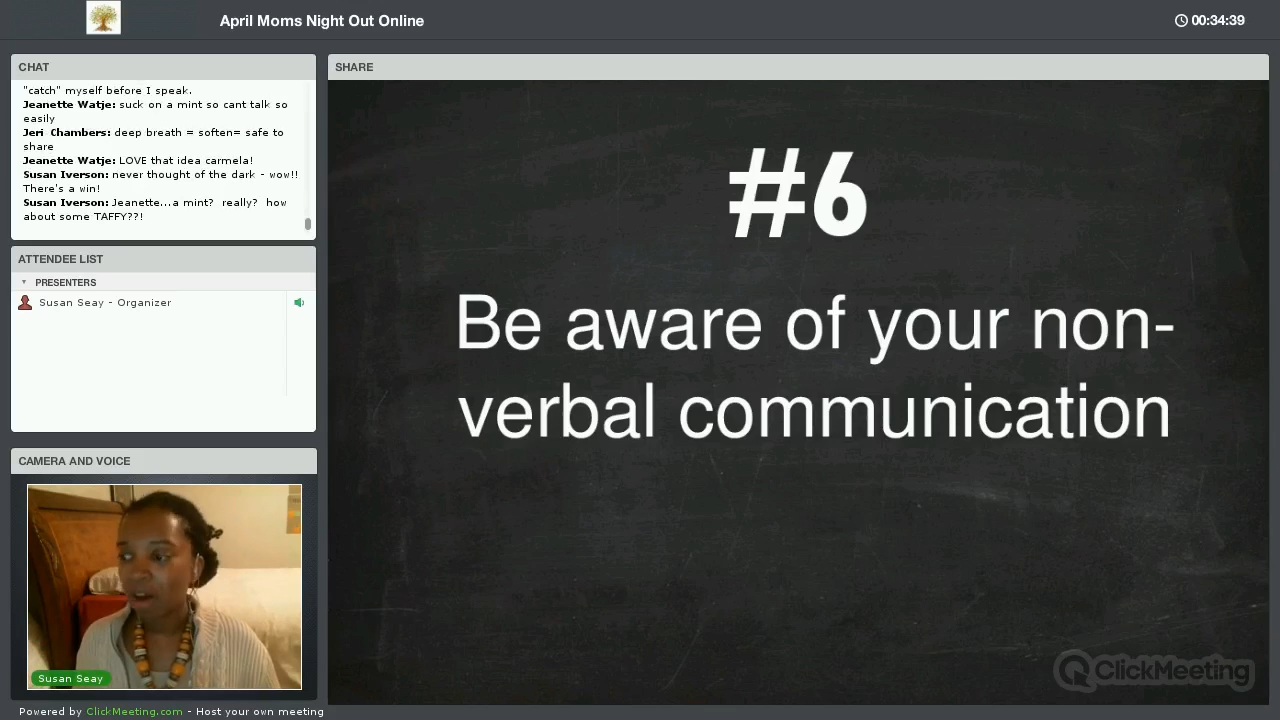 April Moms Night Out Online
00:34:39
CHAT
"catch" myself before I speak.
Jeanette Watje: suck on a mint so cant talk so
easily
Jeri Chambers: deep breath = soften= safe to
share
Jeanette Watje: LOVE that idea carmela!
Susan Iverson: never thought of the dark - wow!!
There's a win!
Susan Iverson: Jeanette...a mint? really? how
about some TAFFY??!
ATTENDEE LIST
PRESENTERS
Susan Seay - Organizer
CAMERA AND VOICE
Susan Seay
Powered by ClickMeeting.com - Host your own meeting
SHARE
#6
Be aware of your non-
verbal communication
ClickMeeting